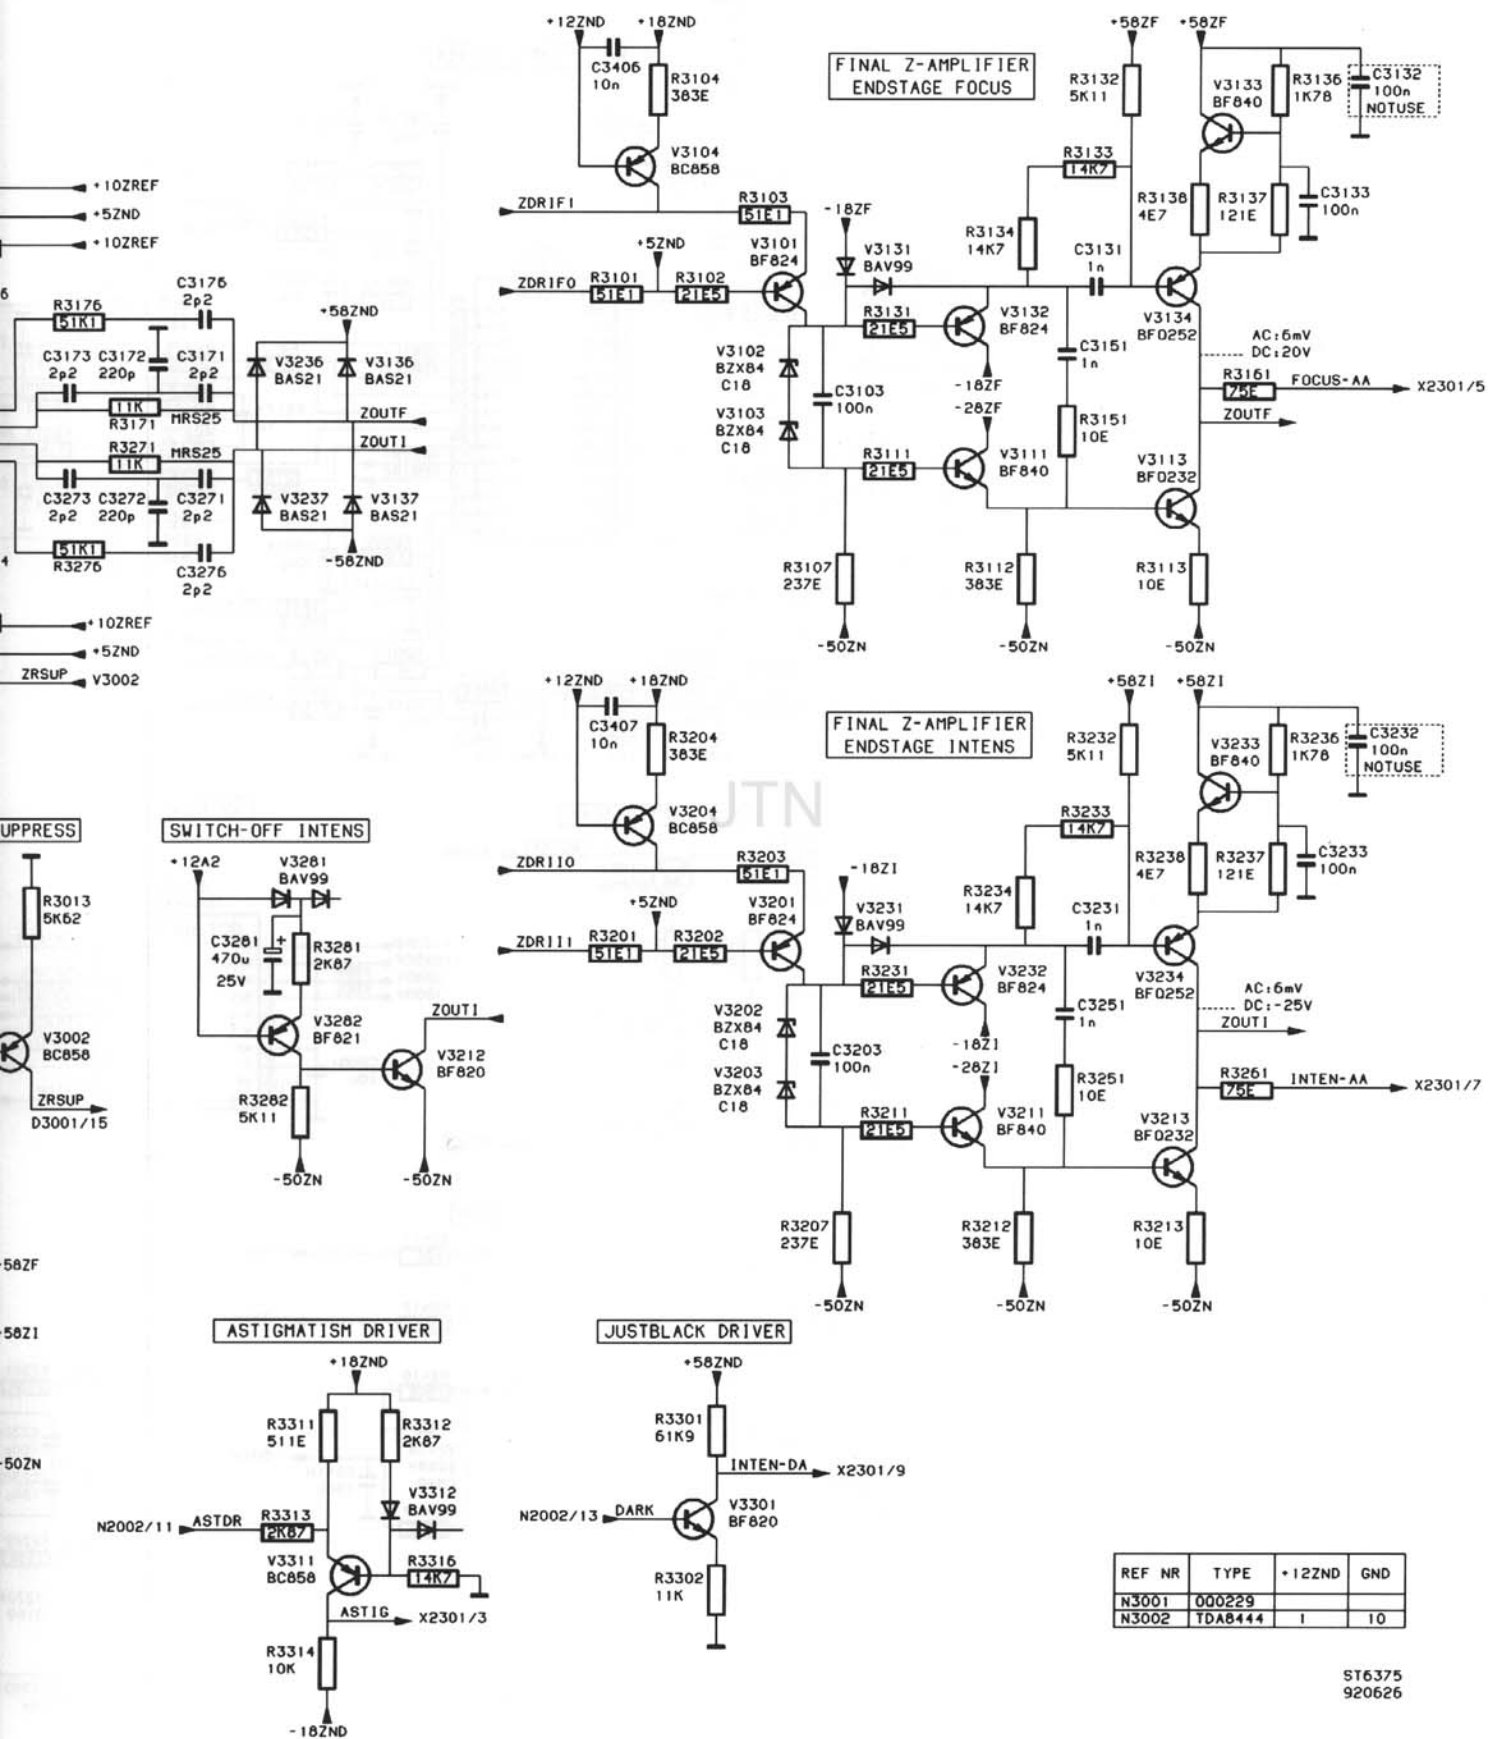 +12ZND +18ZND
C3406
10n
R3104
383E
V3104
BC858
FINAL Z-AMPLIFIER
ENDSTAGE FOCUS
+58ZF +58ZF
R3132
5K11
V3133
BF840
R3136
1K78
C3132
100n
NOTUSE
R3133
14K7
R3138
4E7
R3137
121E
C3133
100n
ZDRIF1
R3103
51E1
-18ZF
R3134
14K7
C3131
1n
+5ZND
V3101
BF824
V3131
BAV99
ZDRIF0
R3101
51E1
R3102
21E5
R3131
21E5
V3132
BF824
V3134
BFQ252
AC:6mV
DC:20V
V3102
BZX84
C18
C3103
100n
-18ZF
-28ZF
C3151
1n
R3161
75E
FOCUS-AA
X2301/5
ZOUTF
V3103
BZX84
C18
R3151
10E
R3111
21E5
V3111
BF840
V3113
BFQ232
R3107
237E
R3112
383E
R3113
10E
-50ZN
-50ZN
-50ZN
+10ZREF
+5ZND
+10ZREF
6
R3176
51K1
C3176
2p2
C3173
2p2
C3172
220p
C3171
2p2
11K
R3171
MRS25
R3271
11K
MRS25
C3273
2p2
C3272
220p
C3271
2p2
51K1
R3276
C3276
2p2
+58ZND
V3236
BAS21
V3136
BAS21
ZOUTF
ZOUTI
V3237
BAS21
V3137
BAS21
-58ZND
4
+10ZREF
+5ZND
ZRSUP
V3002
+12ZND +18ZND
C3407
10n
R3204
383E
V3204
BC858
FINAL Z-AMPLIFIER
ENDSTAGE INTENS
+58ZI +58ZI
R3232
5K11
V3233
BF840
R3236
1K78
C3232
100n
NOTUSE
JTN
R3233
14K7
R3238
4E7
R3237
121E
C3233
100n
ZDRII0
R3203
51E1
-18ZI
R3234
14K7
C3231
1n
+5ZND
V3201
BF824
V3231
BAV99
ZDRII1
R3201
51E1
R3202
21E5
R3231
21E5
V3232
BF824
V3234
BFQ252
AC:6mV
DC:-25V
ZOUTI
V3202
BZX84
C18
C3203
100n
-18ZI
-28ZI
C3251
1n
V3203
BZX84
C18
R3251
10E
R3261
75E
INTEN-AA
X2301/7
R3211
21E5
V3211
BF840
V3213
BFQ232
R3207
237E
R3212
383E
R3213
10E
-50ZN
-50ZN
-50ZN
UPPRESS
R3013
5K62
V3002
BC858
ZRSUP
D3001/15
SWITCH-OFF INTENS
+12A2
V3281
BAV99
C3281
470u
25V
+
R3281
2K87
V3282
BF821
ZOUTI
V3212
BF820
R3282
5K11
-50ZN
-50ZN
+58ZF
+58ZI
-50ZN
ASTIGMATISM DRIVER
+18ZND
R3311
511E
R3312
2K87
V3312
BAV99
N2002/11
ASTDR
R3313
2K87
V3311
BC858
R3316
14K7
ASTIG
X2301/3
R3314
10K
-18ZND
JUSTBLACK DRIVER
+58ZND
R3301
61K9
INTEN-DA
X2301/9
N2002/13
DARK
V3301
BF820
R3302
11K
REF NR TYPE +12ZND GND
N3001 OQ0229
N3002 TDA8444 1 10
ST6375
920626